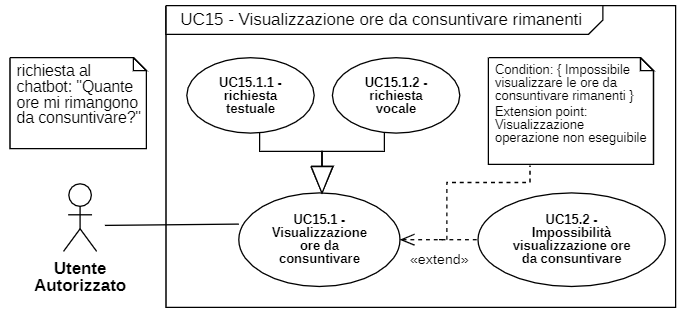 UC15 - Visualizzazione ore da consuntivare rimanenti
richiesta al
chatbot: "Quante
ore mi rimangono
da consuntivare?"
UC15.1.1 -
richiesta
testuale
UC15.1.2 -
richiesta
vocale
Condition: { Impossibile
visualizzare le ore da
consuntivare rimanenti }
Extension point:
Visualizzazione
operazione non eseguibile
UC15.1 -
Visualizzazione
ore da
consuntivare
UC15.2 -
Impossibilità
visualizzazione ore
da consuntivare
«extend»
Utente
Autorizzato